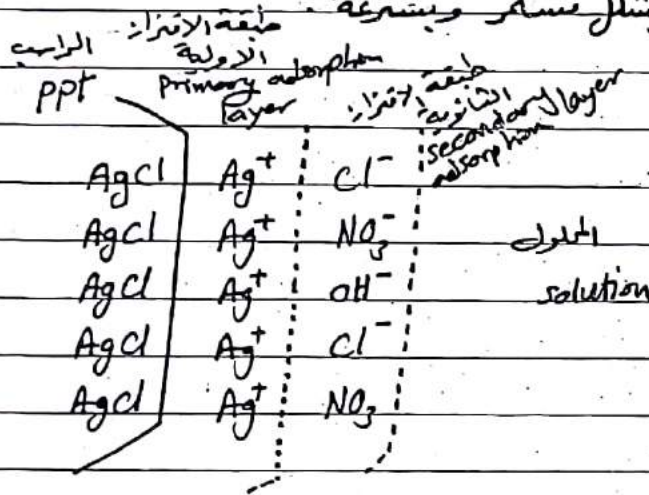 بشكل مستمر وبسرعة.
طبقة الامتزاز
الراسب الاولية
ppt primary adsorption layer
طبقة الامتزاز الثانوية
secondary layer adsorption
AgCl Ag⁺ Cl⁻
AgCl Ag⁺ NO₃⁻ المحلول
AgCl Ag⁺ OH⁻ solution
AgCl Ag⁺ Cl⁻
AgCl Ag⁺ NO₃